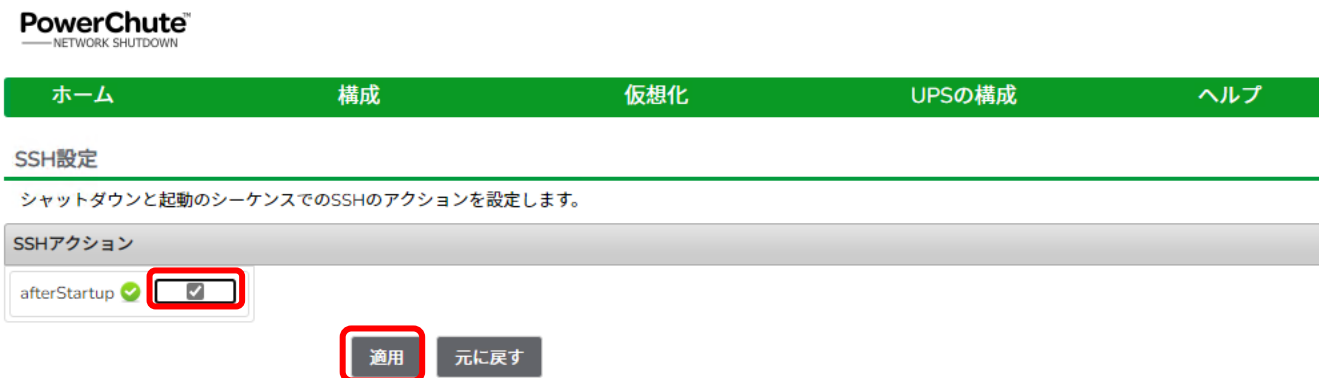 PowerChute™
NETWORK SHUTDOWN
ホーム 構成 仮想化 UPSの構成 ヘルプ
SSH設定
シャットダウンと起動のシーケンスでのSSHのアクションを設定します。
SSHアクション
afterStartup
適用 元に戻す